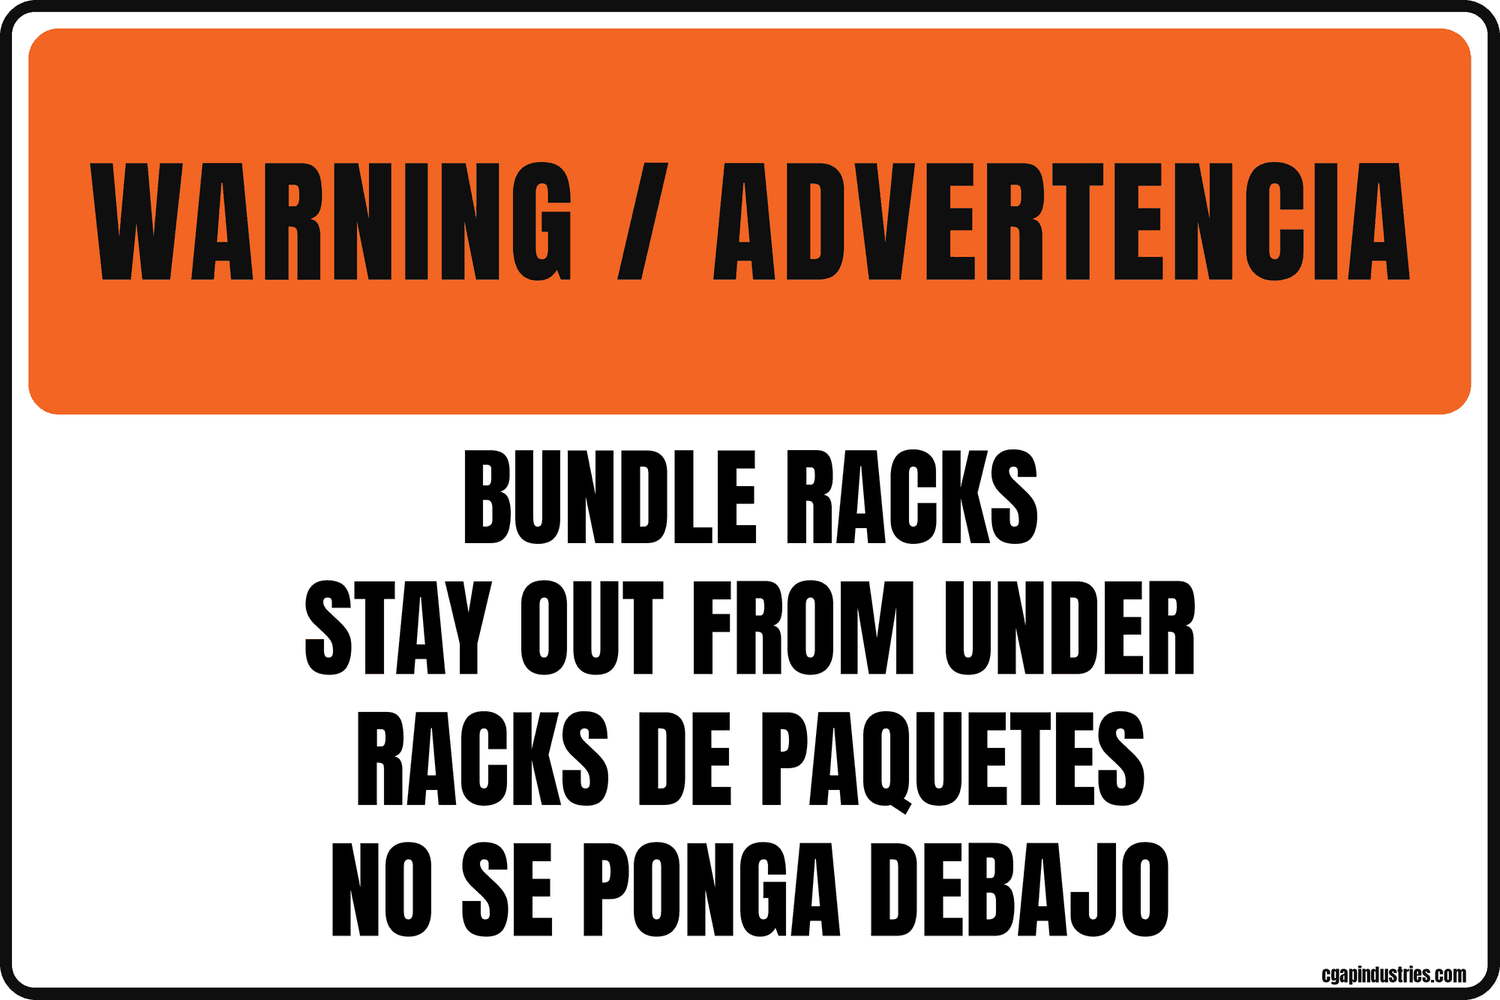 WARNING / ADVERTENCIA
BUNDLE RACKS
STAY OUT FROM UNDER
RACKS DE PAQUETES
NO SE PONGA DEBAJO
cgapindustries.com